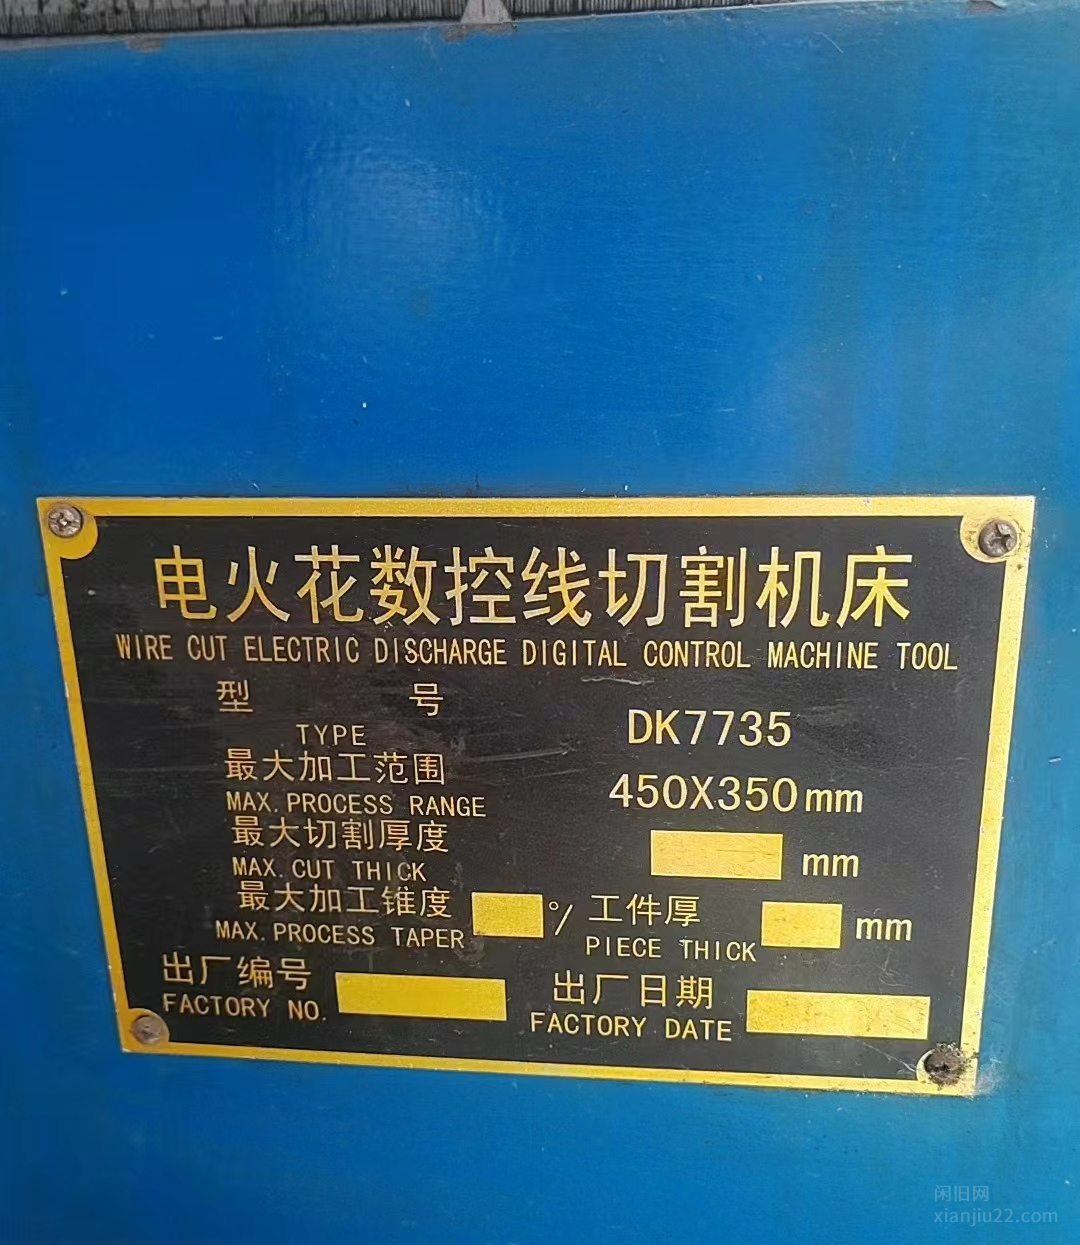 电火花数控线切割机床
WIRE CUT ELECTRIC DISCHARGE DIGITAL CONTROL MACHINE TOOL
型 号 DK7735
TYPE
最大加工范围 450X350mm
MAX.PROCESS RANGE
最大切割厚度 mm
MAX.CUT THICK
最大加工锥度 °/ 工件厚 mm
MAX.PROCESS TAPER PIECE THICK
出厂编号 出厂日期
FACTORY NO. FACTORY DATE
闲旧网
xianjiu22.com